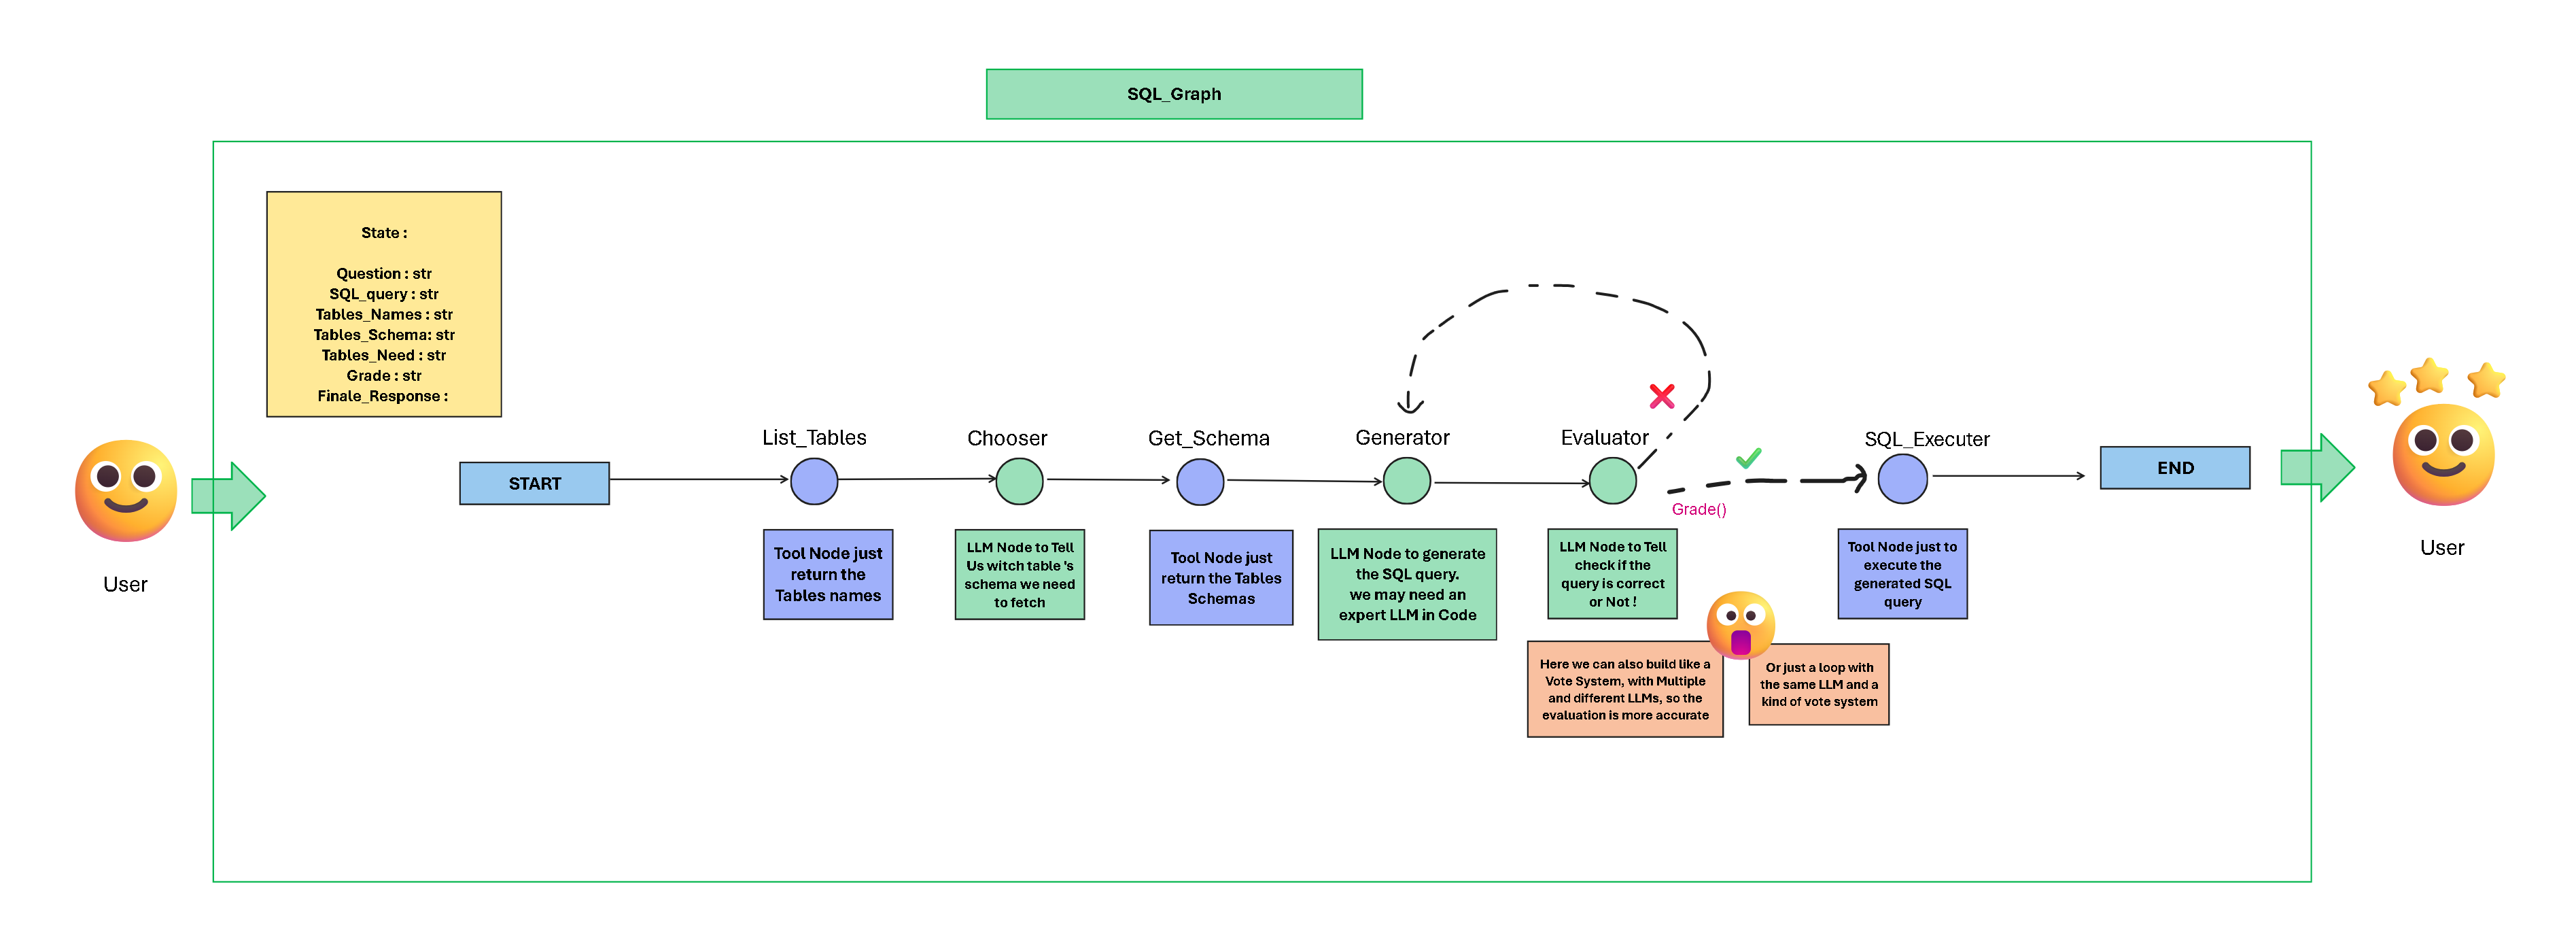 SQL_Graph
State :
Question : str
SQL_query : str
Tables_Names : str
Tables_Schema: str
Tables_Need : str
Grade : str
Finale_Response :
User
START
List_Tables
Tool Node just
return the
Tables names
Chooser
LLM Node to Tell
Us witch table 's
schema we need
to fetch
Get_Schema
Tool Node just
return the Tables
Schemas
Generator
LLM Node to generate
the SQL query.
we may need an
expert LLM in Code
Evaluator
LLM Node to Tell
check if the
query is correct
or Not !
Grade()
Here we can also build like a
Vote System, with Multiple
and different LLMs, so the
evaluation is more accurate
Or just a loop with
the same LLM and a
kind of vote system
SQL_Executer
Tool Node just to
execute the
generated SQL
query
END
User